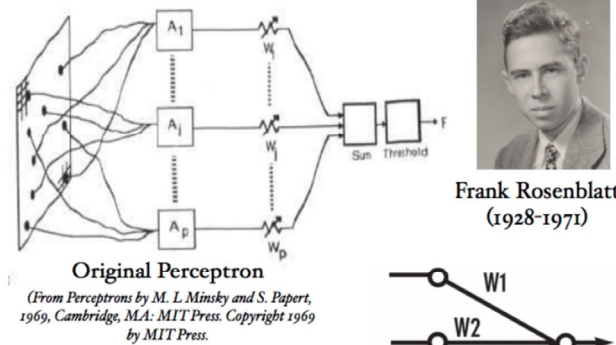 A1
Aj
Ap
Wi
Wj
Wp
Sum
Threshold
Original Perceptron
(From Perceptrons by M. L Minsky and S. Papert,
1969, Cambridge, MA: MIT Press. Copyright 1969
by MIT Press.
Frank Rosenblatt
(1928-1971)
W1
W2